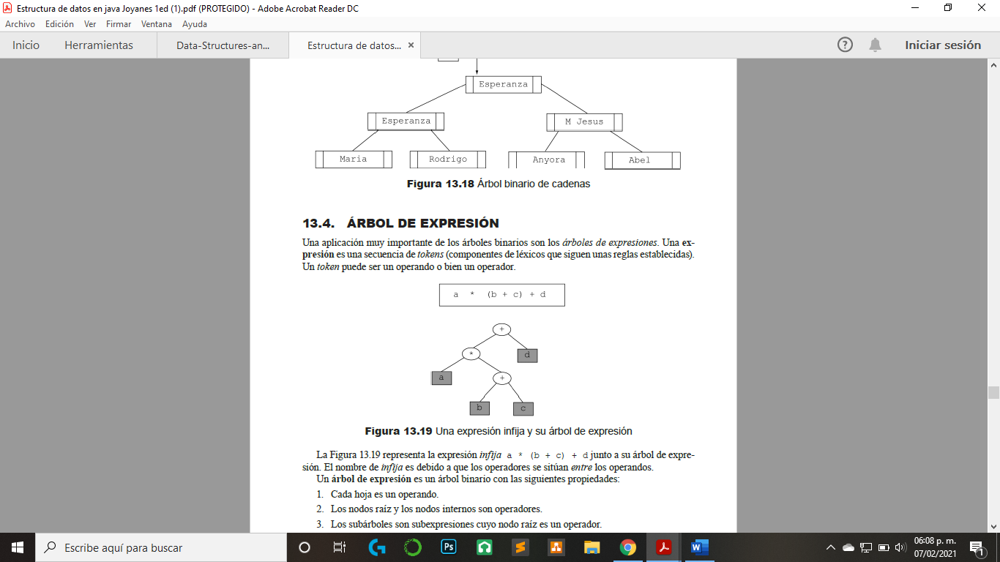 Estructura de datos en java Joyanes 1ed (1).pdf (PROTEGIDO) - Adobe Acrobat Reader DC
Archivo Edición Ver Firmar Ventana Ayuda
Inicio Herramientas Data-Structures-an... Estructura de datos... × ? Iniciar sesión
Esperanza
Esperanza M Jesus
Maria Rodrigo Anyora Abel
Figura 13.18 Árbol binario de cadenas
13.4. ÁRBOL DE EXPRESIÓN
Una aplicación muy importante de los árboles binarios son los árboles de expresiones. Una ex-
presión es una secuencia de tokens (componentes de léxicos que siguen unas reglas establecidas).
Un token puede ser un operando o bien un operador.
a * (b + c) + d
+
* d
a +
b c
Figura 13.19 Una expresión infija y su árbol de expresión
La Figura 13.19 representa la expresión infija a * (b + c) + d junto a su árbol de expre-
sión. El nombre de infija es debido a que los operadores se sitúan entre los operandos.
Un árbol de expresión es un árbol binario con las siguientes propiedades:
1. Cada hoja es un operando.
2. Los nodos raíz y los nodos internos son operadores.
3. Los subárboles son subexpresiones cuyo nodo raíz es un operador.
Escribe aquí para buscar
Ps
W
06:08 p. m.
07/02/2021
1